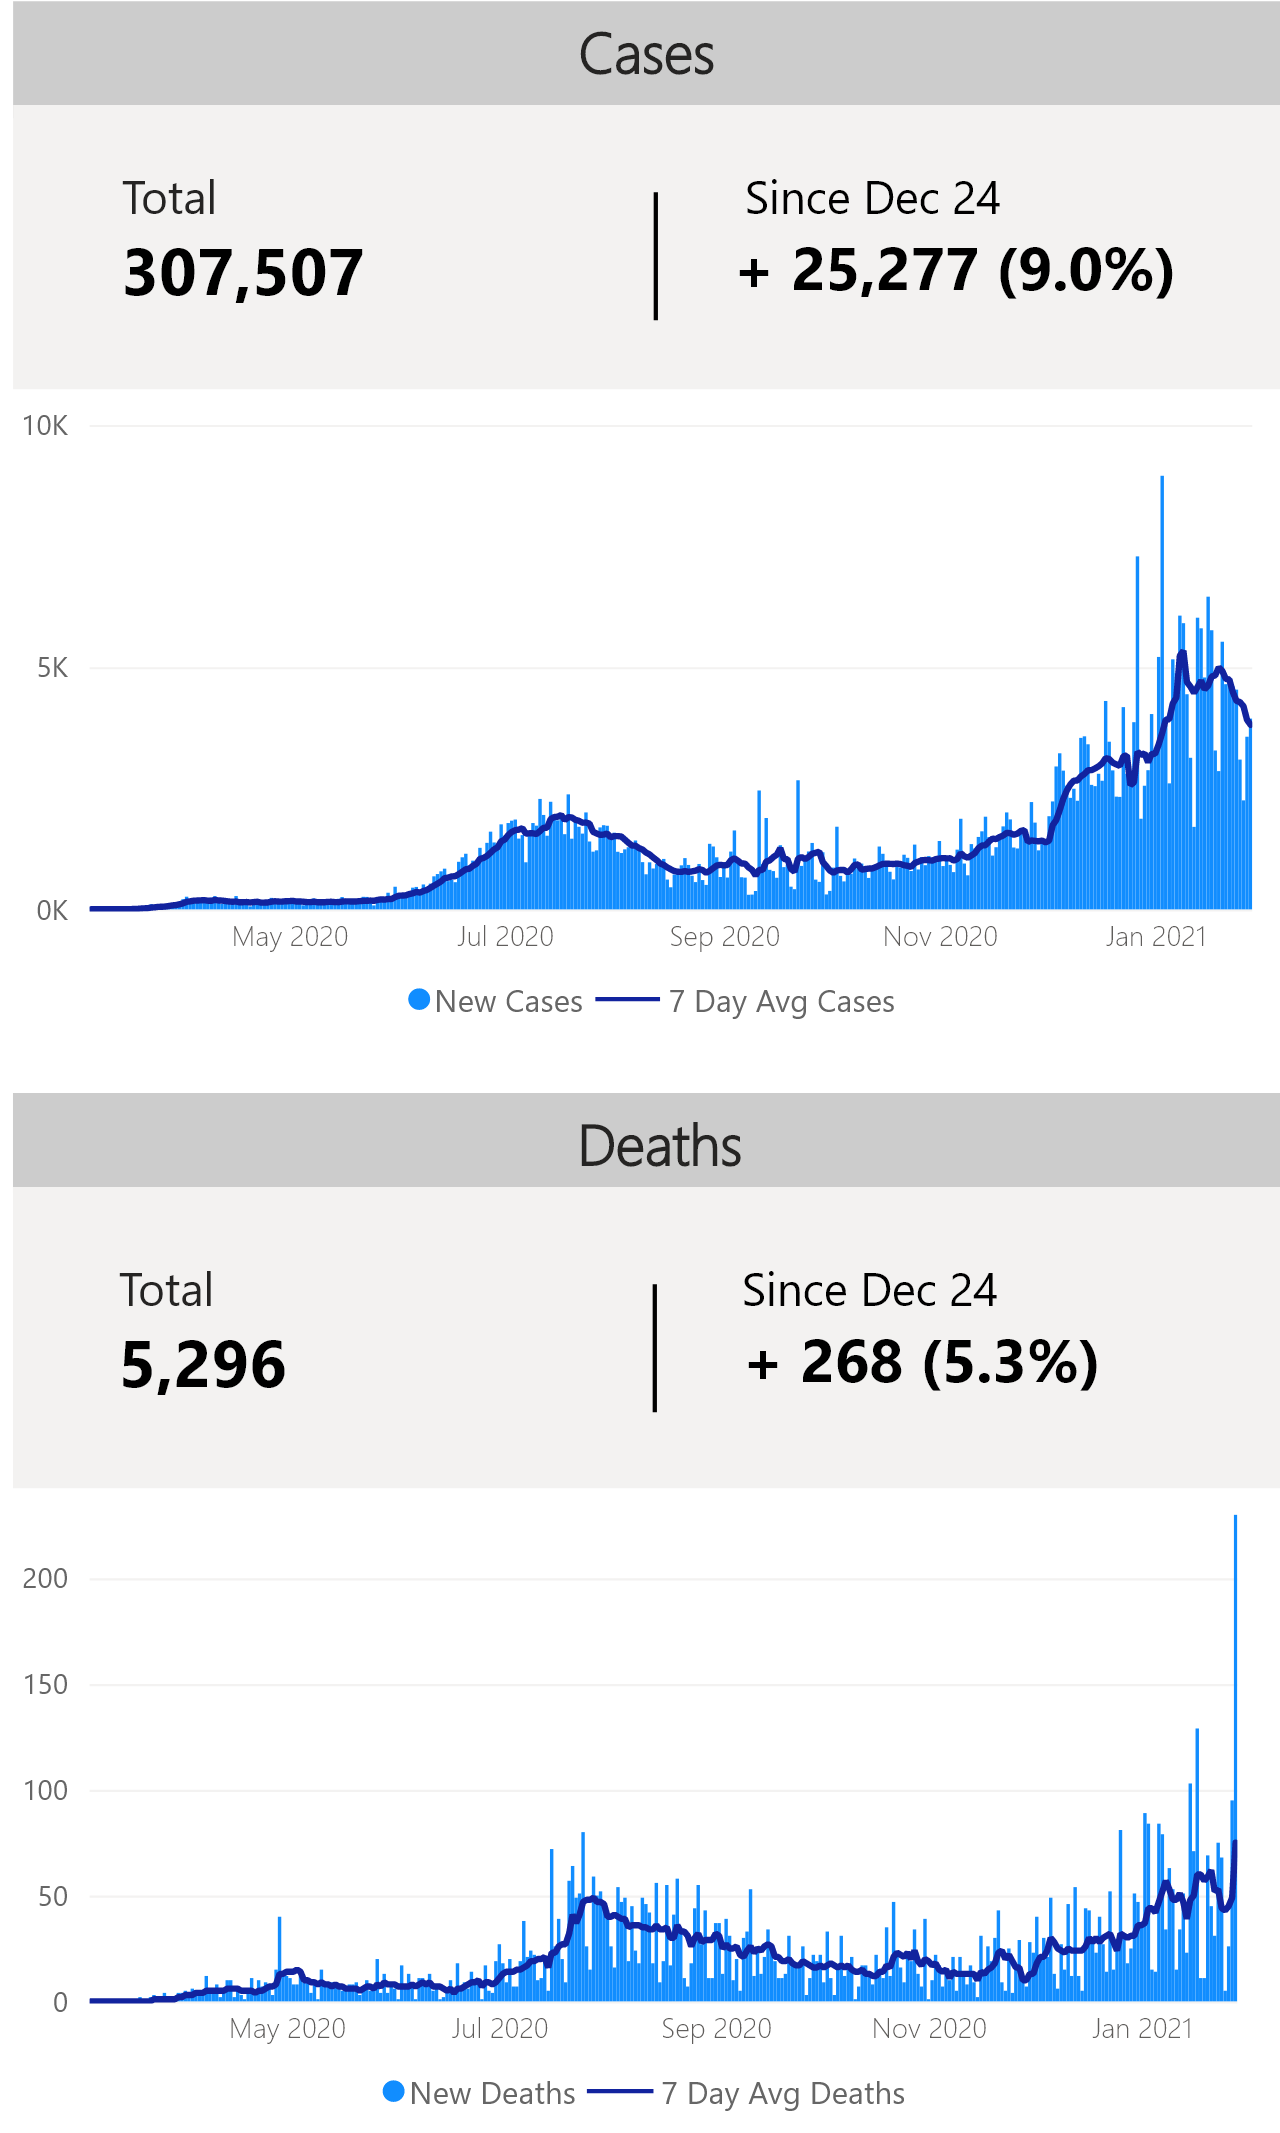 Cases
Total
Since Dec 24
307,507
+ 25,277 (9.0%)
10K
5K
0K
May 2020
Jul 2020
Sep 2020
Nov 2020
Jan 2021
New Cases
7 Day Avg Cases
Deaths
Total
Since Dec 24
5,296
+ 268 (5.3%)
200
150
100
50
0
May 2020
Jul 2020
Sep 2020
Nov 2020
Jan 2021
New Deaths
7 Day Avg Deaths